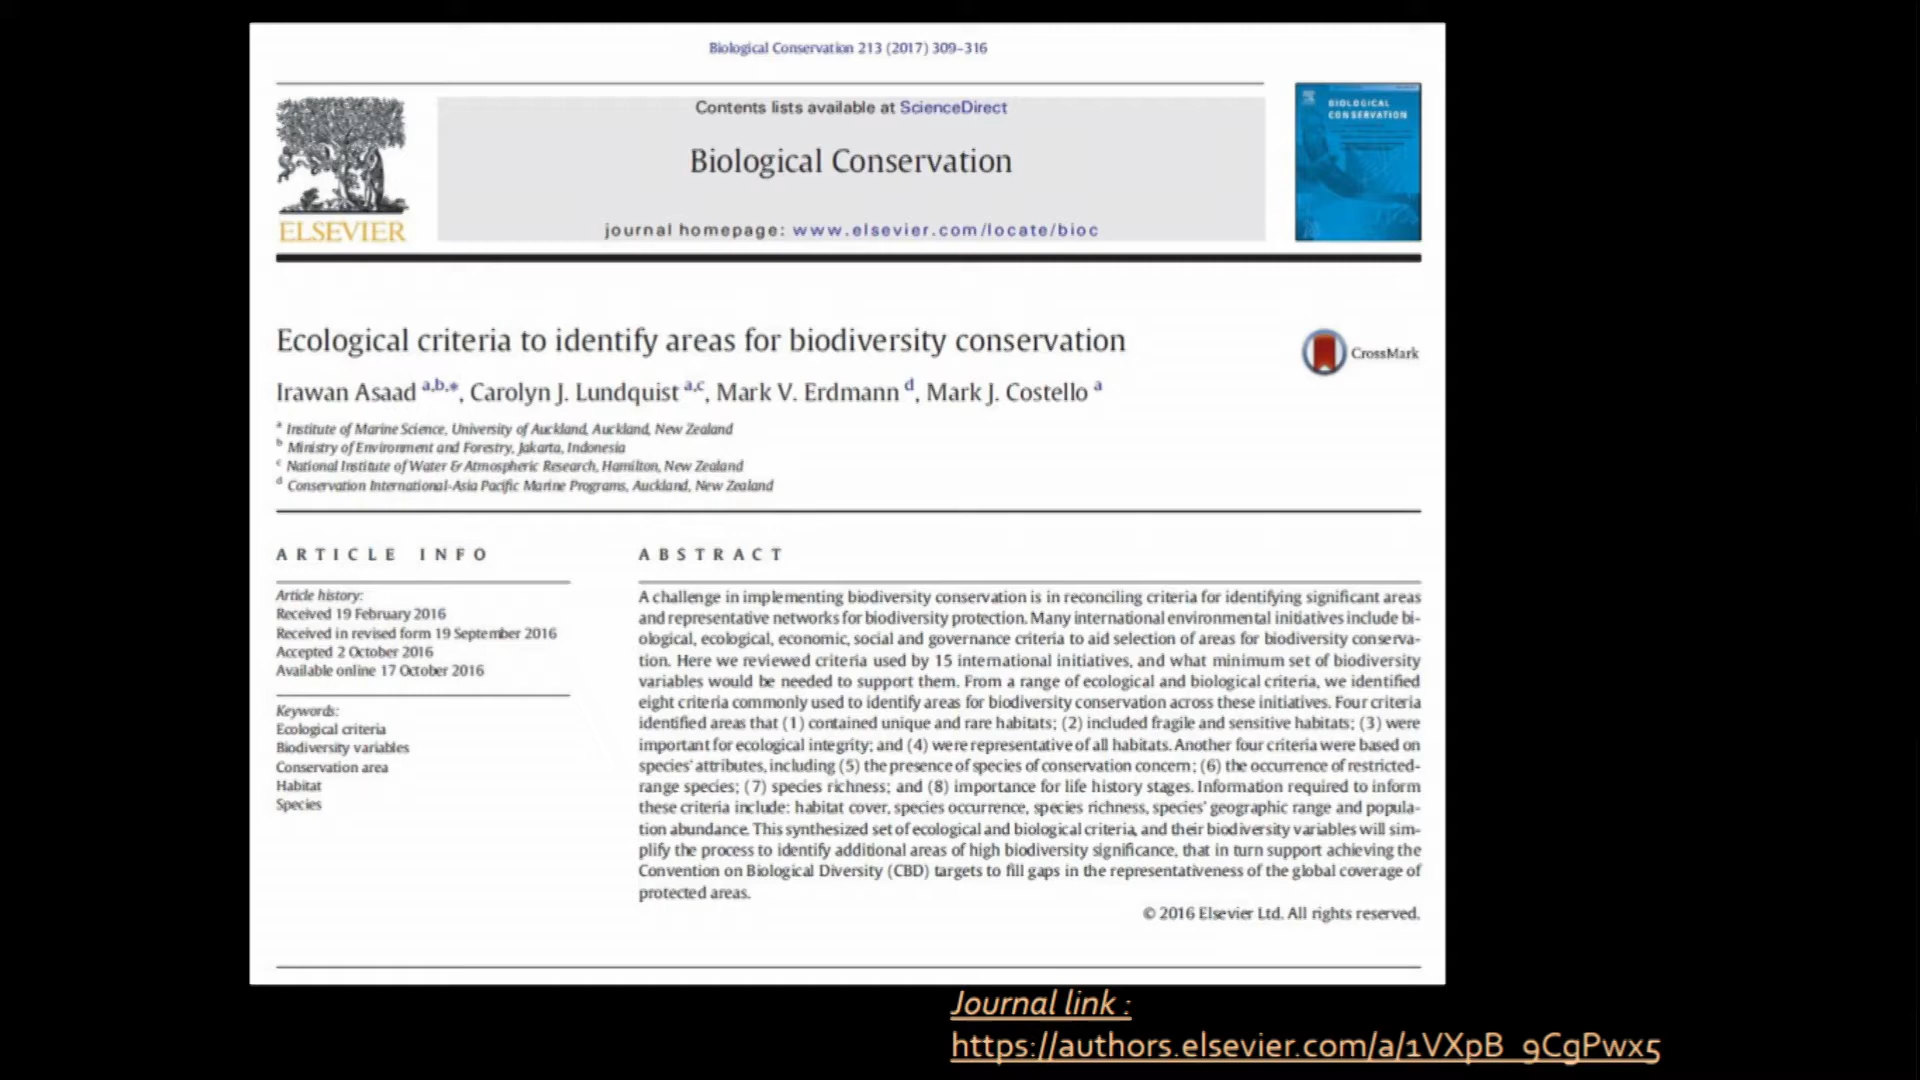 Biological Conservation 213 (2017) 309–316
Contents lists available at ScienceDirect
Biological Conservation
journal homepage: www.elsevier.com/locate/bioc
ELSEVIER
BIOLOGICAL
CONSERVATION
Ecological criteria to identify areas for biodiversity conservation
CrossMark
Irawan Asaad a,b,*, Carolyn J. Lundquist a,c, Mark V. Erdmann d, Mark J. Costello a
a Institute of Marine Science, University of Auckland, Auckland, New Zealand
b Ministry of Environment and Forestry, Jakarta, Indonesia
c National Institute of Water & Atmospheric Research, Hamilton, New Zealand
d Conservation International-Asia Pacific Marine Programs, Auckland, New Zealand
ARTICLE INFO
Article history:
Received 19 February 2016
Received in revised form 19 September 2016
Accepted 2 October 2016
Available online 17 October 2016
Keywords:
Ecological criteria
Biodiversity variables
Conservation area
Habitat
Species
ABSTRACT
A challenge in implementing biodiversity conservation is in reconciling criteria for identifying significant areas
and representative networks for biodiversity protection. Many international environmental initiatives include bi-
ological, ecological, economic, social and governance criteria to aid selection of areas for biodiversity conserva-
tion. Here we reviewed criteria used by 15 international initiatives, and what minimum set of biodiversity
variables would be needed to support them. From a range of ecological and biological criteria, we identified
eight criteria commonly used to identify areas for biodiversity conservation across these initiatives. Four criteria
identified areas that (1) contained unique and rare habitats; (2) included fragile and sensitive habitats; (3) were
important for ecological integrity; and (4) were representative of all habitats. Another four criteria were based on
species' attributes, including (5) the presence of species of conservation concern; (6) the occurrence of restricted-
range species; (7) species richness; and (8) importance for life history stages. Information required to inform
these criteria include: habitat cover, species occurrence, species richness, species' geographic range and popula-
tion abundance. This synthesized set of ecological and biological criteria, and their biodiversity variables will sim-
plify the process to identify additional areas of high biodiversity significance, that in turn support achieving the
Convention on Biological Diversity (CBD) targets to fill gaps in the representativeness of the global coverage of
protected areas.
© 2016 Elsevier Ltd. All rights reserved.
Journal link :
https://authors.elsevier.com/a/1VXpB_9CgPwx5